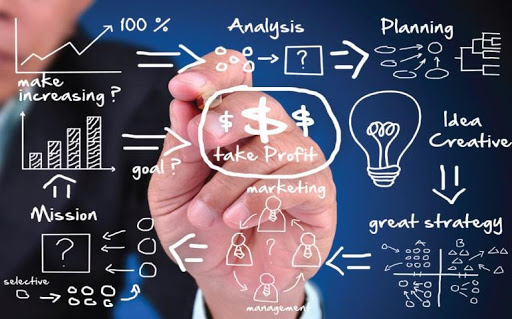 100 %
Analysis
Planning
make
increasing ?
$ $ $
take Profit
Idea
Creative
goal ?
marketing
Mission
?
selective
?
?
management
great strategy
A B